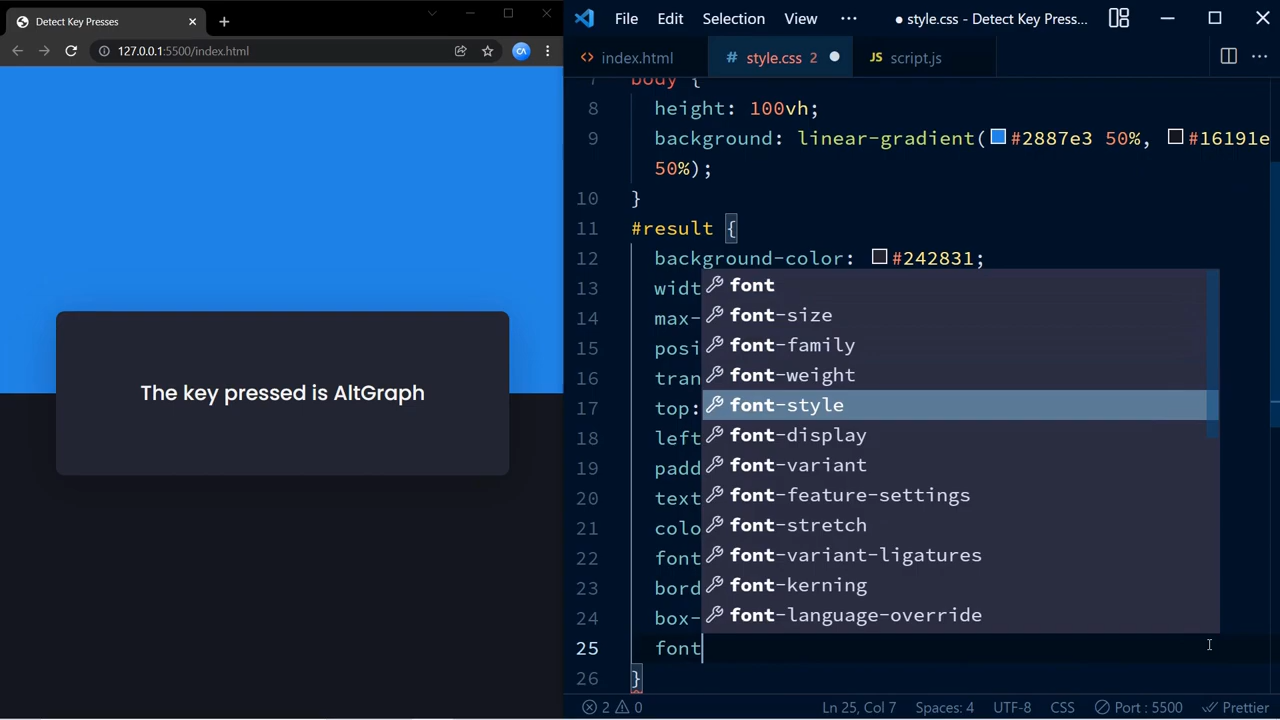 Detect Key Presses
127.0.0.1:5500/index.html
The key pressed is AltGraph
File Edit Selection View ··· ● style.css - Detect Key Press...
<> index.html # style.css 2 JS script.js
7 body {
8 height: 100vh;
9 background: linear-gradient(#2887e3 50%, #16191e
50%);
10 }
11 #result {
12 background-color: #242831;
13 widt
14 max-
15 posi
16 tran
17 top:
18 left
19 padd
20 text
21 colo
22 font
23 bord
24 box-
25 font
26 }
font
font-size
font-family
font-weight
font-style
font-display
font-variant
font-feature-settings
font-stretch
font-variant-ligatures
font-kerning
font-language-override
2 0 Ln 25, Col 7 Spaces: 4 UTF-8 CSS Port : 5500 Prettier